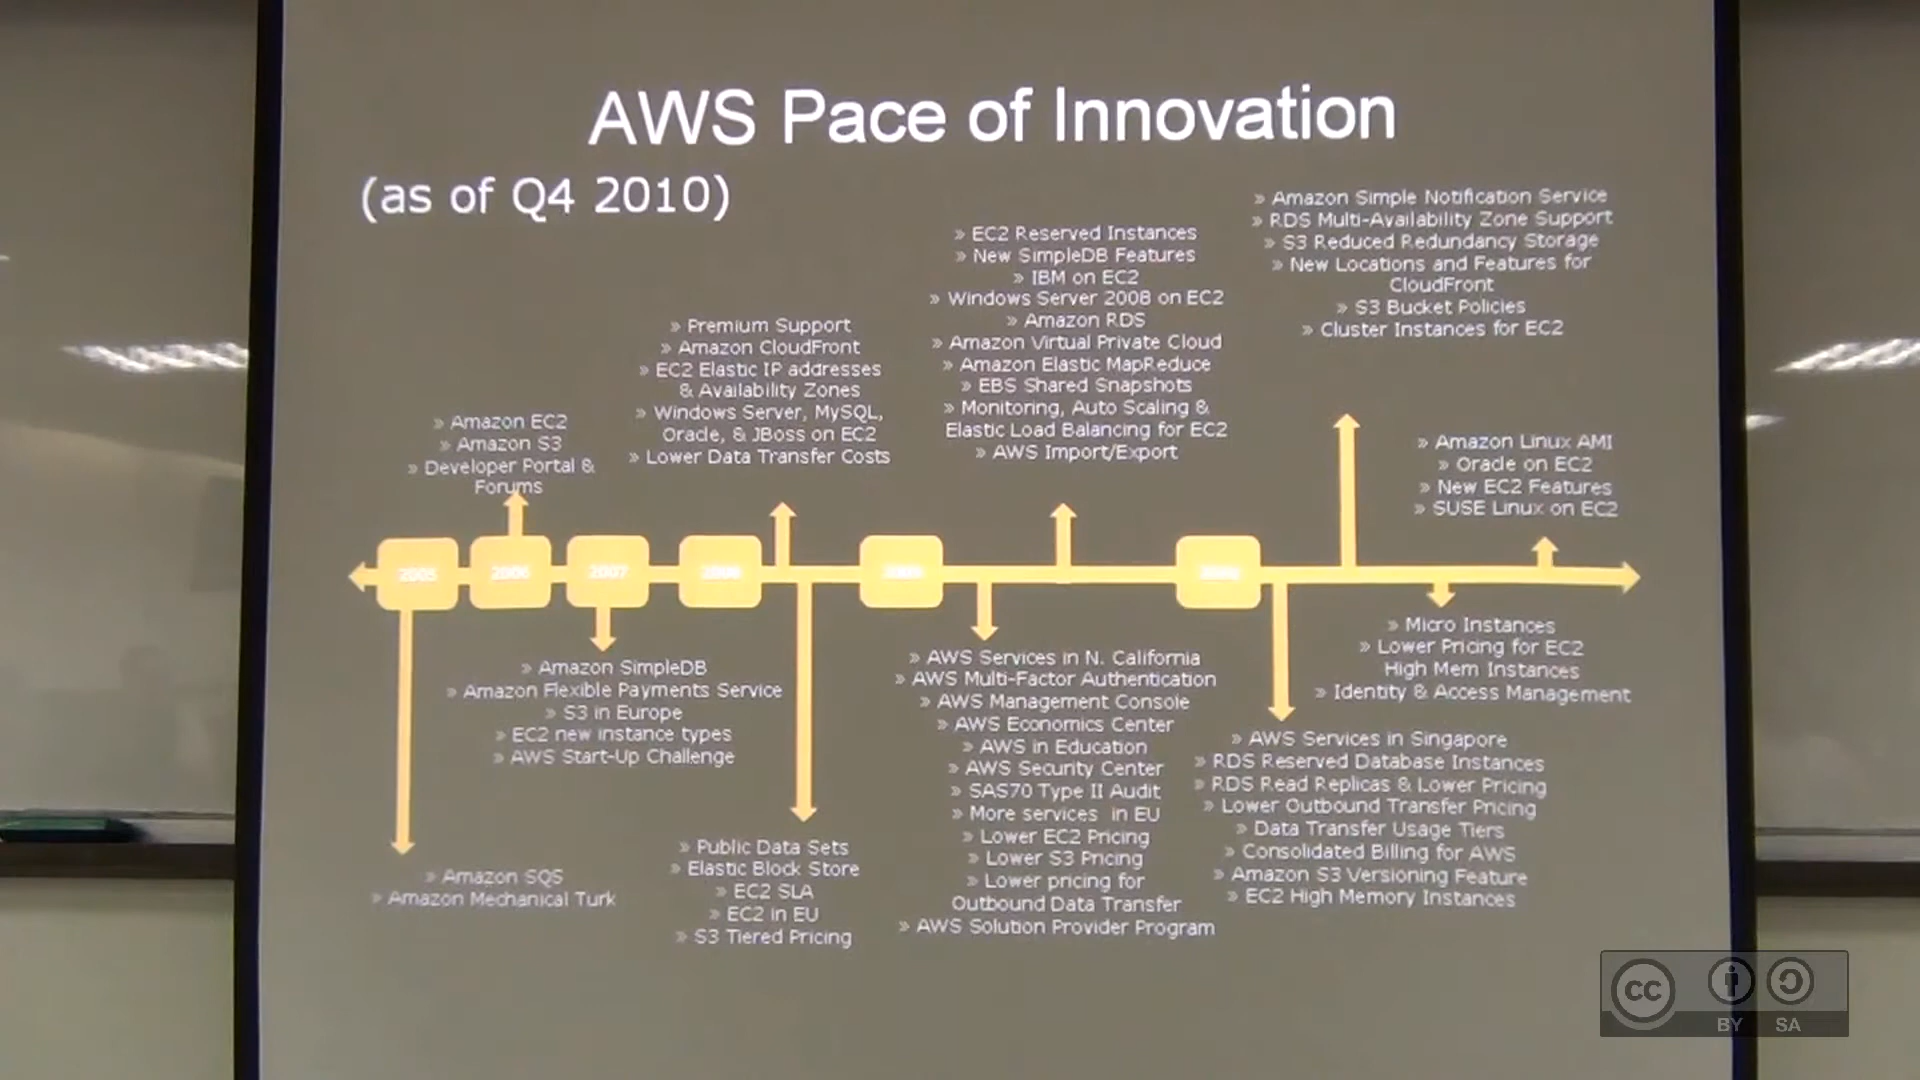 AWS Pace of Innovation
(as of Q4 2010)
» Amazon EC2
» Amazon S3
» Developer Portal &
Forums
» Premium Support
» Amazon CloudFront
» EC2 Elastic IP addresses
& Availability Zones
» Windows Server, MySQL,
Oracle, & JBoss on EC2
» Lower Data Transfer Costs
» EC2 Reserved Instances
» New SimpleDB Features
» IBM on EC2
» Windows Server 2008 on EC2
» Amazon RDS
» Amazon Virtual Private Cloud
» Amazon Elastic MapReduce
» EBS Shared Snapshots
» Monitoring, Auto Scaling &
Elastic Load Balancing for EC2
» AWS Import/Export
» Amazon Simple Notification Service
» RDS Multi-Availability Zone Support
» S3 Reduced Redundancy Storage
» New Locations and Features for
CloudFront
» S3 Bucket Policies
» Cluster Instances for EC2
» Amazon Linux AMI
» Oracle on EC2
» New EC2 Features
» SUSE Linux on EC2
2005
2006
2007
» Amazon SQS
» Amazon Mechanical Turk
» Amazon SimpleDB
» Amazon Flexible Payments Service
» S3 in Europe
» EC2 new instance types
» AWS Start-Up Challenge
» Public Data Sets
» Elastic Block Store
» EC2 SLA
» EC2 in EU
» S3 Tiered Pricing
» AWS Services in N. California
» AWS Multi-Factor Authentication
» AWS Management Console
» AWS Economics Center
» AWS in Education
» AWS Security Center
» SAS70 Type II Audit
» More services in EU
» Lower EC2 Pricing
» Lower S3 Pricing
» Lower pricing for
Outbound Data Transfer
» AWS Solution Provider Program
» AWS Services in Singapore
» RDS Reserved Database Instances
» RDS Read Replicas & Lower Pricing
» Lower Outbound Transfer Pricing
» Data Transfer Usage Tiers
» Consolidated Billing for AWS
» Amazon S3 Versioning Feature
» EC2 High Memory Instances
» Micro Instances
» Lower Pricing for EC2
High Mem Instances
» Identity & Access Management
CC
BY SA